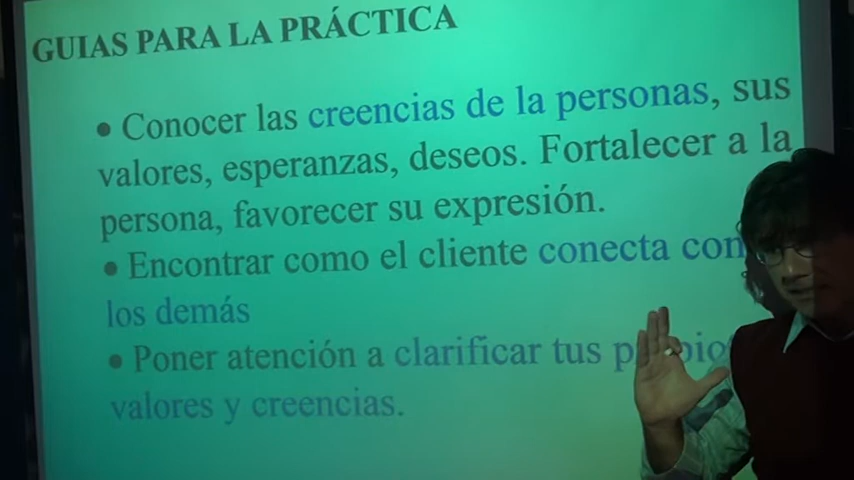 GUIAS PARA LA PRÁCTICA
• Conocer las creencias de la personas, sus
valores, esperanzas, deseos. Fortalecer a la
persona, favorecer su expresión.
• Encontrar como el cliente conecta con
los demás
• Poner atención a clarificar tus
valores y creencias.